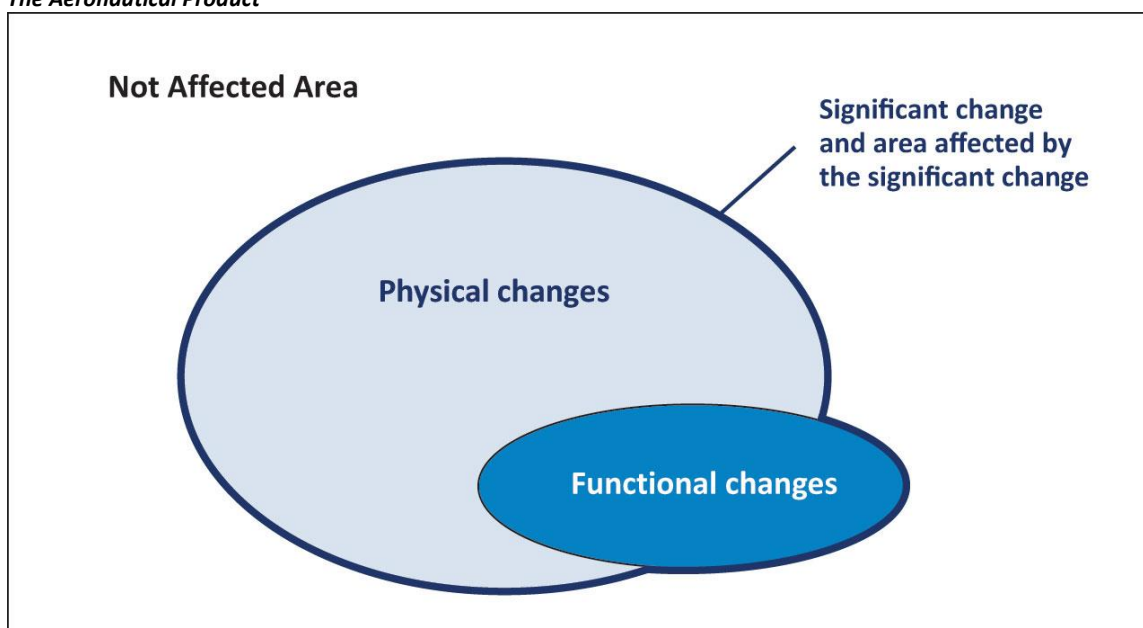 The Aeronautical Product
Not Affected Area
Significant change
and area affected by
the significant change
Physical changes
Functional changes